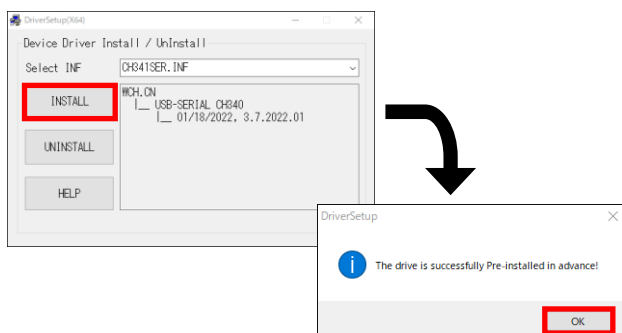 DriverSetup(X64)
Device Driver Install / UnInstall
Select INF
CH341SER.INF
INSTALL
WCH.CN
|__ USB-SERIAL CH340
|__ 01/18/2022, 3.7.2022.01
UNINSTALL
HELP
DriverSetup
The drive is successfully Pre-installed in advance!
OK